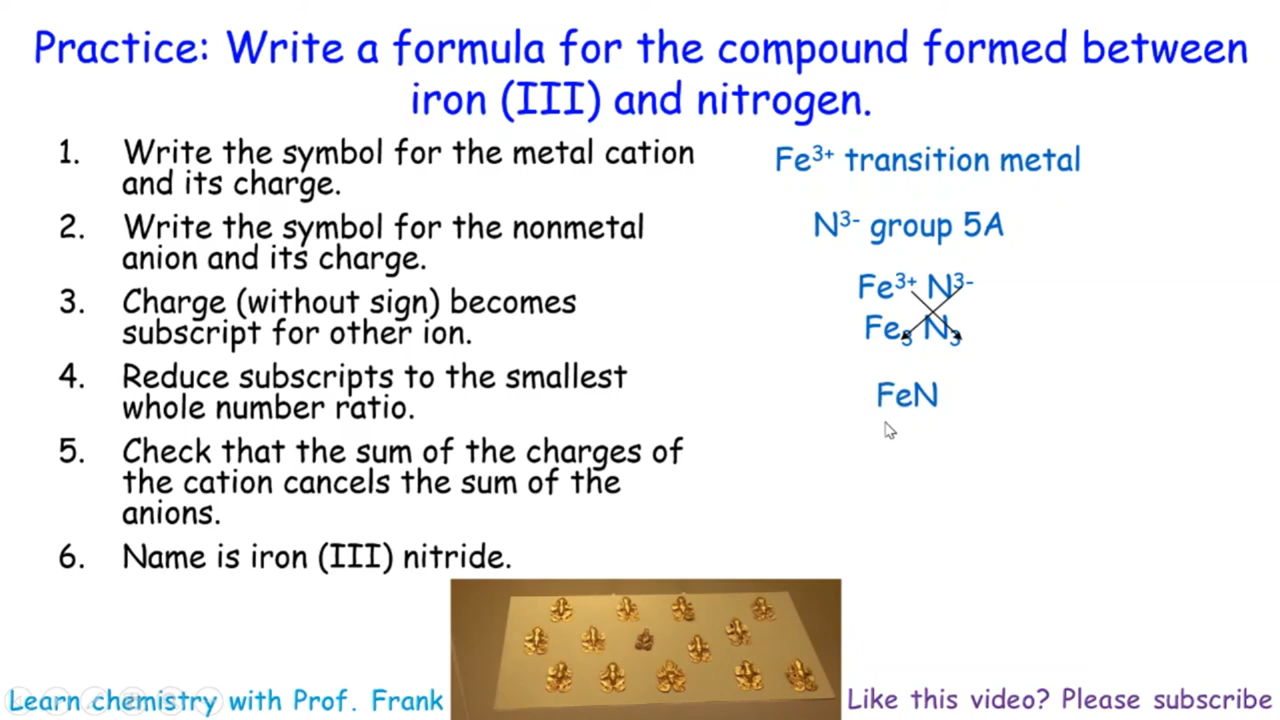 Practice: Write a formula for the compound formed between
iron (III) and nitrogen.
1. Write the symbol for the metal cation
and its charge.
2. Write the symbol for the nonmetal
anion and its charge.
3. Charge (without sign) becomes
subscript for other ion.
4. Reduce subscripts to the smallest
whole number ratio.
5. Check that the sum of the charges of
the cation cancels the sum of the
anions.
6. Name is iron (III) nitride.
Fe³⁺ transition metal
N³⁻ group 5A
Fe³⁺ N³⁻
Fe₃ N₃
FeN
Learn chemistry with Prof. Frank
Like this video? Please subscribe